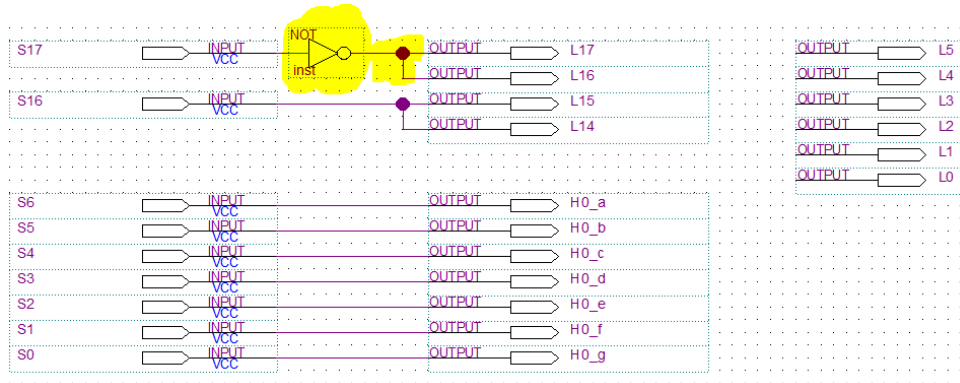 NOT
S17 INPUT VCC OUTPUT L17 OUTPUT L5
inst
OUTPUT L16 OUTPUT L4
S16 INPUT VCC OUTPUT L15 OUTPUT L3
OUTPUT L14 OUTPUT L2
OUTPUT L1
OUTPUT L0
S6 INPUT VCC OUTPUT H0_a
S5 INPUT VCC OUTPUT H0_b
S4 INPUT VCC OUTPUT H0_c
S3 INPUT VCC OUTPUT H0_d
S2 INPUT VCC OUTPUT H0_e
S1 INPUT VCC OUTPUT H0_f
S0 INPUT VCC OUTPUT H0_g